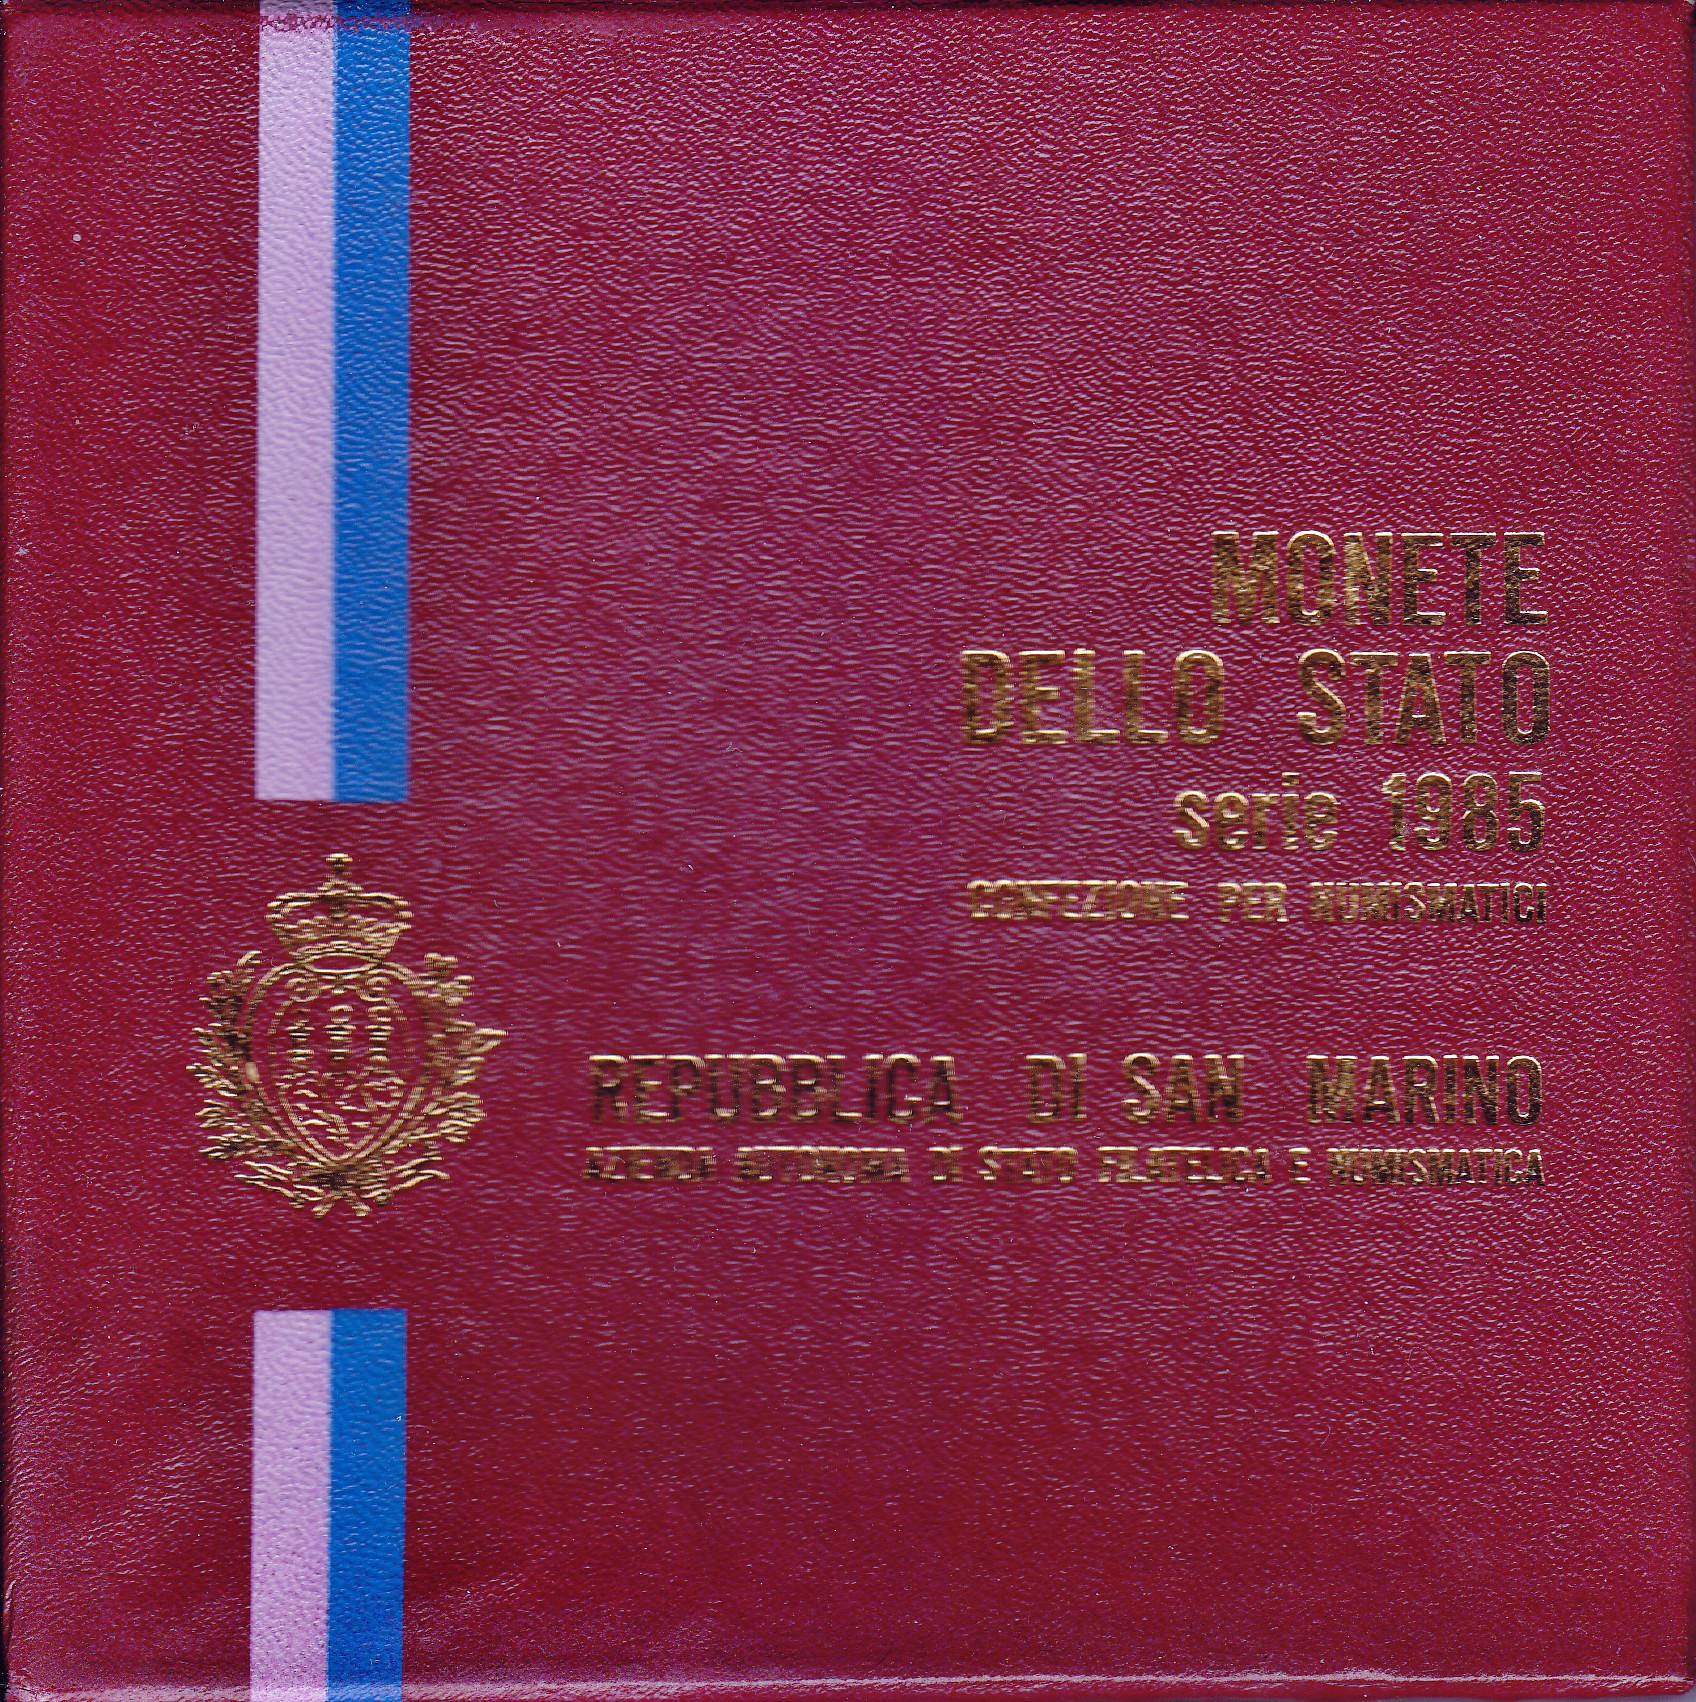 MONETE
DELLO STATO
serie 1985
CONFEZIONE PER NUMISMATICI
REPUBBLICA DI SAN MARINO
AZIENDA AUTONOMA DI STATO FILATELICA E NUMISMATICA